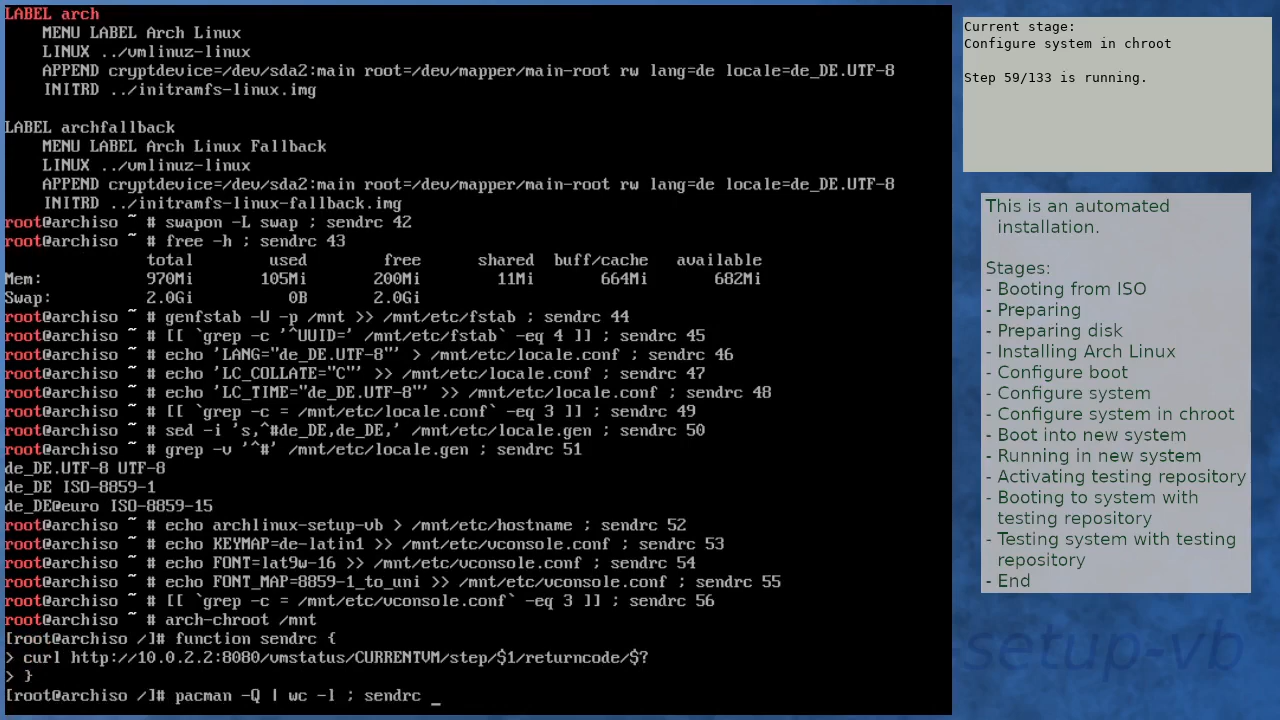 LABEL arch
    MENU LABEL Arch Linux
    LINUX ../vmlinuz-linux
    APPEND cryptdevice=/dev/sda2:main root=/dev/mapper/main-root rw lang=de locale=de_DE.UTF-8
    INITRD ../initramfs-linux.img

LABEL archfallback
    MENU LABEL Arch Linux Fallback
    LINUX ../vmlinuz-linux
    APPEND cryptdevice=/dev/sda2:main root=/dev/mapper/main-root rw lang=de locale=de_DE.UTF-8
    INITRD ../initramfs-linux-fallback.img
root@archiso ~ # swapon -L swap ; sendrc 42
root@archiso ~ # free -h ; sendrc 43
               total        used        free      shared  buff/cache   available
Mem:           970Mi       105Mi       200Mi        11Mi       664Mi       682Mi
Swap:          2.0Gi          0B       2.0Gi
root@archiso ~ # genfstab -U -p /mnt >> /mnt/etc/fstab ; sendrc 44
root@archiso ~ # [[ `grep -c '^UUID=' /mnt/etc/fstab` -eq 4 ]] ; sendrc 45
root@archiso ~ # echo 'LANG="de_DE.UTF-8"' > /mnt/etc/locale.conf ; sendrc 46
root@archiso ~ # echo 'LC_COLLATE="C"' >> /mnt/etc/locale.conf ; sendrc 47
root@archiso ~ # echo 'LC_TIME="de_DE.UTF-8"' >> /mnt/etc/locale.conf ; sendrc 48
root@archiso ~ # [[ `grep -c = /mnt/etc/locale.conf` -eq 3 ]] ; sendrc 49
root@archiso ~ # sed -i 's,^#de_DE,de_DE,' /mnt/etc/locale.gen ; sendrc 50
root@archiso ~ # grep -v '^#' /mnt/etc/locale.gen ; sendrc 51
de_DE.UTF-8 UTF-8
de_DE ISO-8859-1
de_DE@euro ISO-8859-15
root@archiso ~ # echo archlinux-setup-vb > /mnt/etc/hostname ; sendrc 52
root@archiso ~ # echo KEYMAP=de-latin1 >> /mnt/etc/vconsole.conf ; sendrc 53
root@archiso ~ # echo FONT=lat9w-16 >> /mnt/etc/vconsole.conf ; sendrc 54
root@archiso ~ # echo FONT_MAP=8859-1_to_uni >> /mnt/etc/vconsole.conf ; sendrc 55
root@archiso ~ # [[ `grep -c = /mnt/etc/vconsole.conf` -eq 3 ]] ; sendrc 56
root@archiso ~ # arch-chroot /mnt
[root@archiso /]# function sendrc {
> curl http://10.0.2.2:8080/vmstatus/CURRENTVM/step/$1/returncode/$?
> }
[root@archiso /]# pacman -Q | wc -l ; sendrc _
Current stage:
Configure system in chroot

Step 59/133 is running.
This is an automated
installation.

Stages:
- Booting from ISO
- Preparing
- Preparing disk
- Installing Arch Linux
- Configure boot
- Configure system
- Configure system in chroot
- Boot into new system
- Running in new system
- Activating testing repository
- Booting to system with
testing repository
- Testing system with testing
repository
- End
-setup-vb